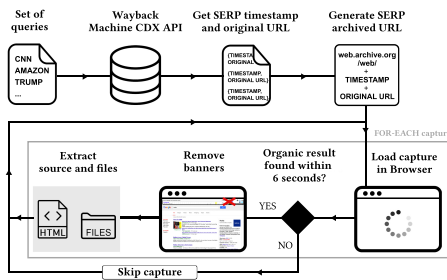 Set of
queries
Wayback
Machine CDX API
Get SERP timestamp
and original URL
Generate SERP
archived URL
CNN
AMAZON
TRUMP
...
(TIMESTA
ORIGINAL
(TIMESTAMP,
ORIGINAL URL)
(TIMESTAMP,
ORIGINAL URL)
web.archive.org
/web/
+
TIMESTAMP
+
ORIGINAL URL
FOR-EACH captur
Extract
source and files
Remove
banners
Organic result
found within
6 seconds?
Load capture
in Browser
HTML
FILES
YES
NO
Skip capture